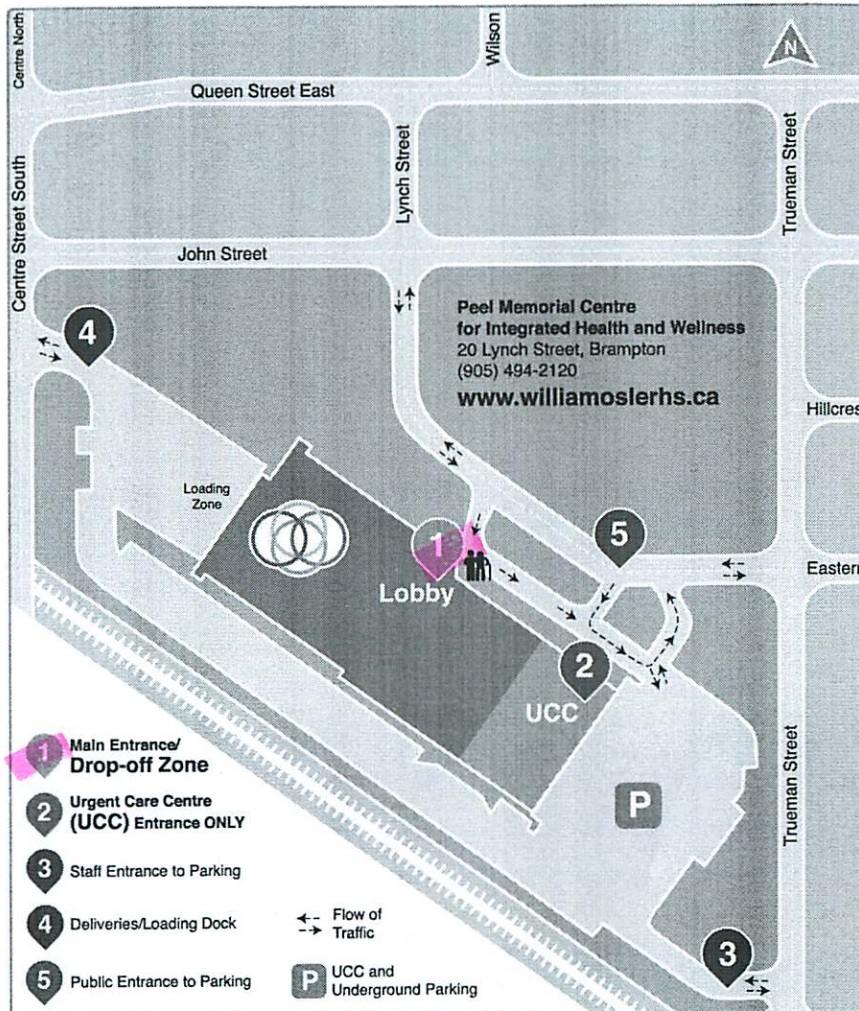 Centre North
Wilson
N
Queen Street East
Lynch Street
Trueman Street
Centre Street South
John Street
4
Peel Memorial Centre
for Integrated Health and Wellness
20 Lynch Street, Brampton
(905) 494-2120
www.williamoslerhs.ca
Hillcres
Loading
Zone
1
5
Lobby
Eastern
2
UCC
P
Trueman Street
3
1 Main Entrance/
Drop-off Zone
2 Urgent Care Centre
(UCC) Entrance ONLY
3 Staff Entrance to Parking
4 Deliveries/Loading Dock
5 Public Entrance to Parking
Flow of
Traffic
P UCC and
Underground Parking